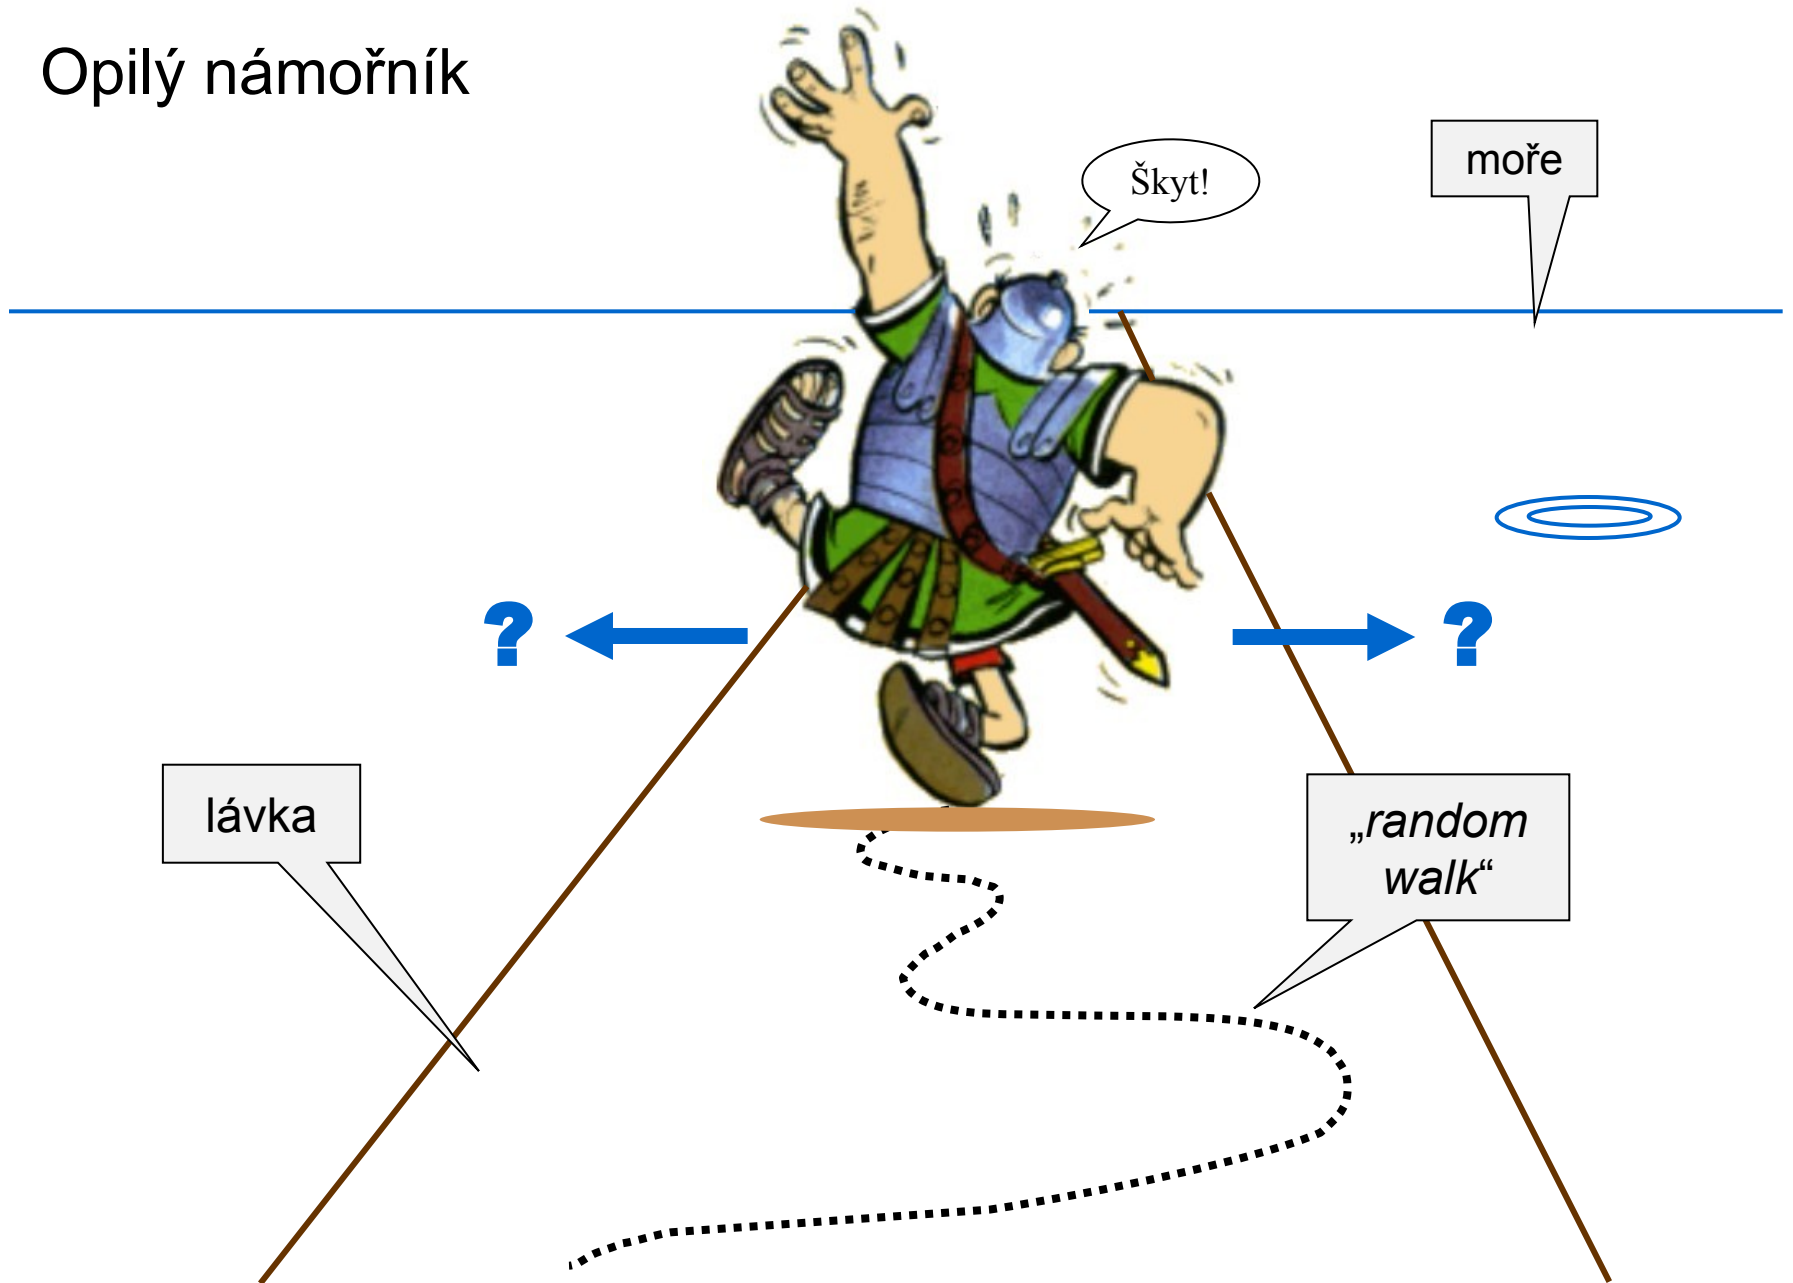 Opilý námořník
Škyt!
moře
?
?
lávka
„random
walk“